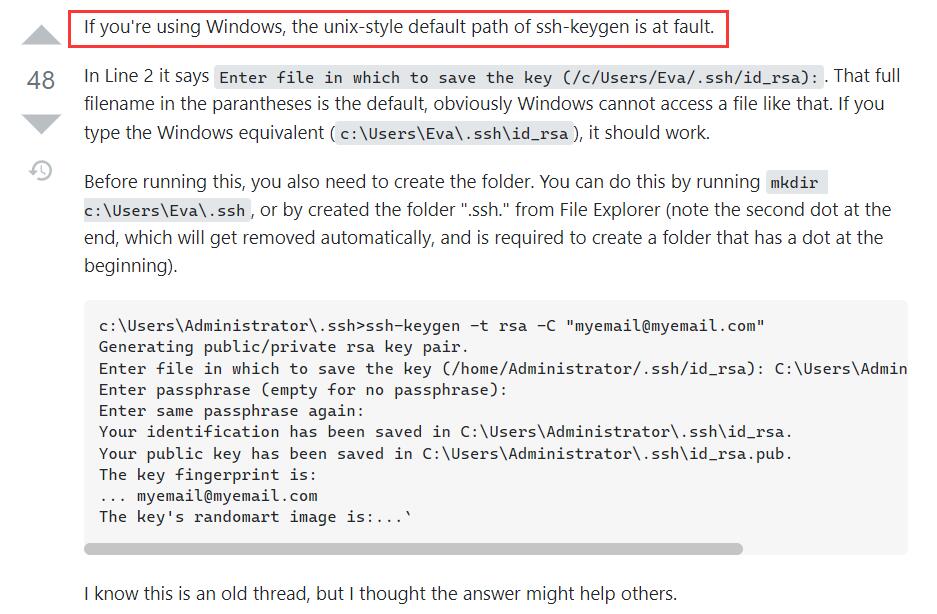 If you're using Windows, the unix-style default path of ssh-keygen is at fault.
48
In Line 2 it says Enter file in which to save the key (/c/Users/Eva/.ssh/id_rsa): . That full
filename in the parantheses is the default, obviously Windows cannot access a file like that. If you
type the Windows equivalent ( c:\Users\Eva\.ssh\id_rsa ), it should work.
Before running this, you also need to create the folder. You can do this by running mkdir
c:\Users\Eva\.ssh , or by created the folder ".ssh." from File Explorer (note the second dot at the
end, which will get removed automatically, and is required to create a folder that has a dot at the
beginning).
c:\Users\Administrator\.ssh>ssh-keygen -t rsa -C "myemail@myemail.com"
Generating public/private rsa key pair.
Enter file in which to save the key (/home/Administrator/.ssh/id_rsa): C:\Users\Admin
Enter passphrase (empty for no passphrase):
Enter same passphrase again:
Your identification has been saved in C:\Users\Administrator\.ssh\id_rsa.
Your public key has been saved in C:\Users\Administrator\.ssh\id_rsa.pub.
The key fingerprint is:
... myemail@myemail.com
The key's randomart image is:...`
I know this is an old thread, but I thought the answer might help others.